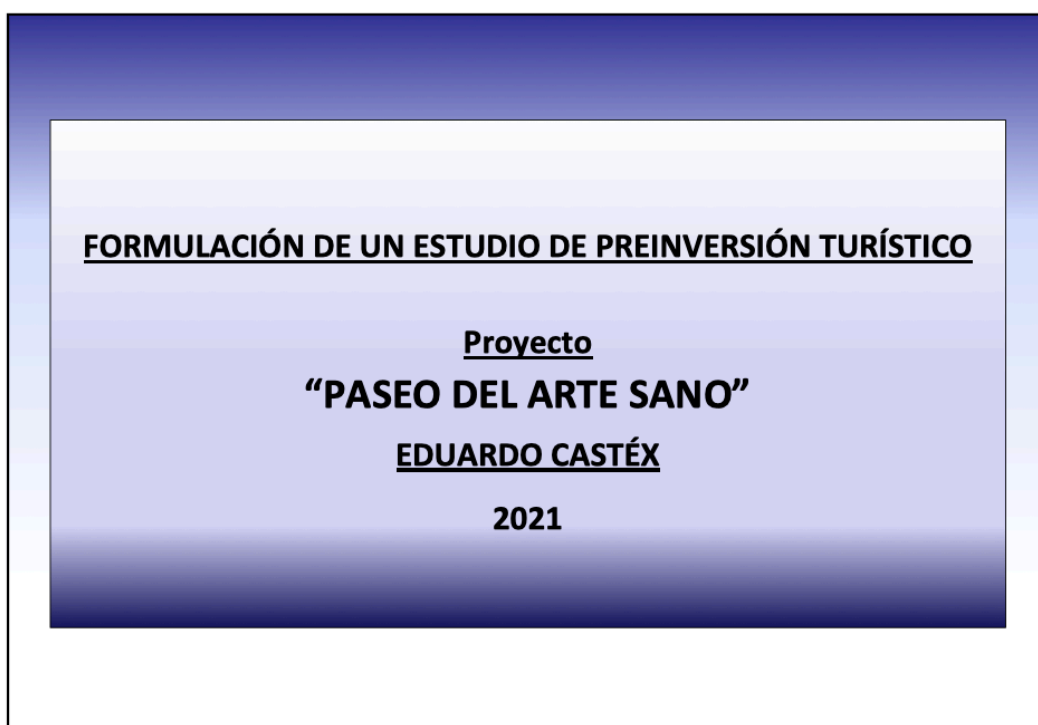 FORMULACIÓN DE UN ESTUDIO DE PREINVERSIÓN TURÍSTICO
Proyecto
“PASEO DEL ARTE SANO”
EDUARDO CASTÉX
2021